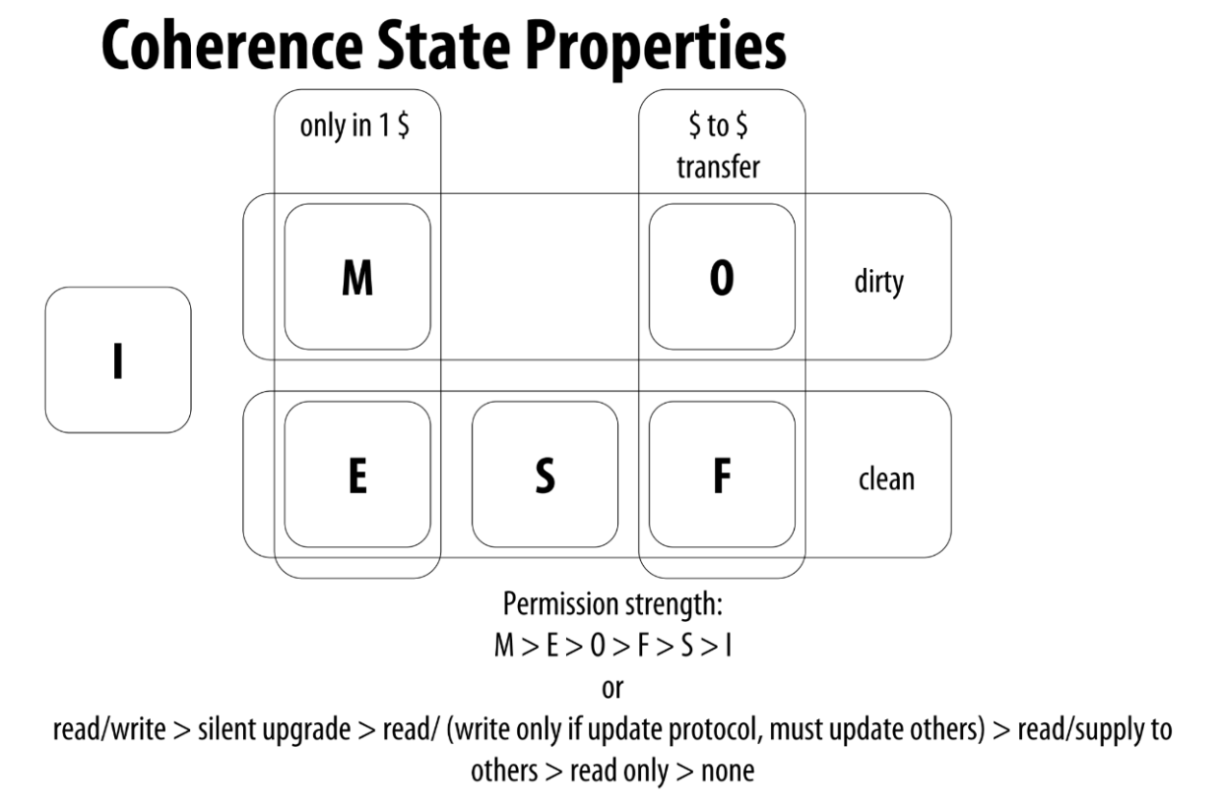 Coherence State Properties
only in 1 $
$ to $
transfer
M
O
dirty
I
E
S
F
clean
Permission strength:
M > E > O > F > S > I
or
read/write > silent upgrade > read/ (write only if update protocol, must update others) > read/supply to
others > read only > none